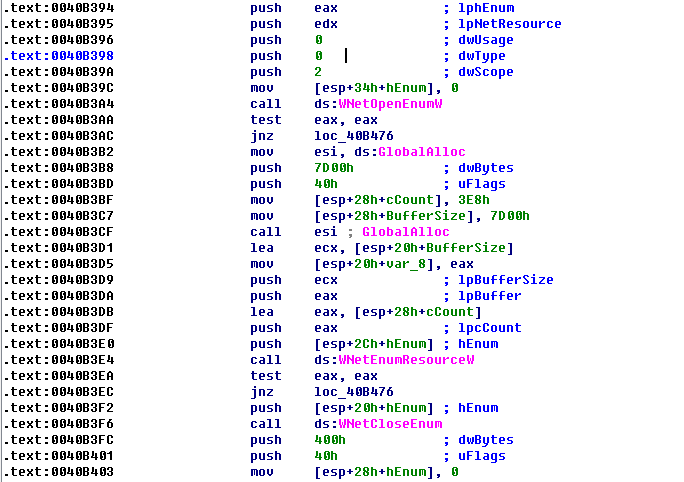 .text:0040B394 push eax ; lphEnum
.text:0040B395 push edx ; lpNetResource
.text:0040B396 push 0 ; dwUsage
.text:0040B398 push 0 ; dwType
.text:0040B39A push 2 ; dwScope
.text:0040B39C mov [esp+34h+hEnum], 0
.text:0040B3A4 call ds:WNetOpenEnumW
.text:0040B3AA test eax, eax
.text:0040B3AC jnz loc_40B476
.text:0040B3B2 mov esi, ds:GlobalAlloc
.text:0040B3B8 push 7D00h ; dwBytes
.text:0040B3BD push 40h ; uFlags
.text:0040B3BF mov [esp+28h+cCount], 3E8h
.text:0040B3C7 mov [esp+28h+BufferSize], 7D00h
.text:0040B3CF call esi ; GlobalAlloc
.text:0040B3D1 lea ecx, [esp+20h+BufferSize]
.text:0040B3D5 mov [esp+20h+var_8], eax
.text:0040B3D9 push ecx ; lpBufferSize
.text:0040B3DA push eax ; lpBuffer
.text:0040B3DB lea eax, [esp+28h+cCount]
.text:0040B3DF push eax ; lpcCount
.text:0040B3E0 push [esp+2Ch+hEnum] ; hEnum
.text:0040B3E4 call ds:WNetEnumResourceW
.text:0040B3EA test eax, eax
.text:0040B3EC jnz loc_40B476
.text:0040B3F2 push [esp+20h+hEnum] ; hEnum
.text:0040B3F6 call ds:WNetCloseEnum
.text:0040B3FC push 400h ; dwBytes
.text:0040B401 push 40h ; uFlags
.text:0040B403 mov [esp+28h+hEnum], 0